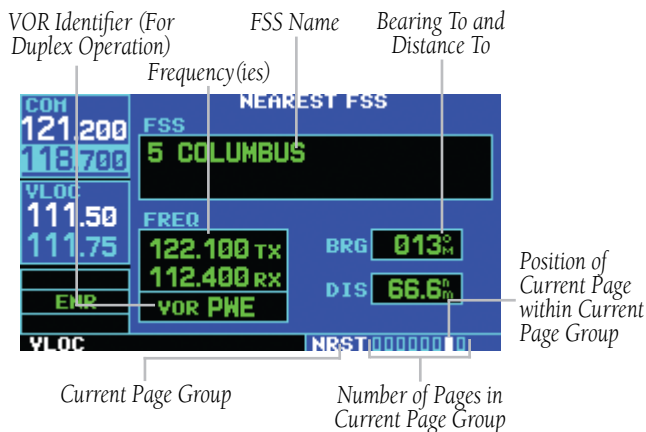 VOR Identifier (For
Duplex Operation)
FSS Name
Bearing To and
Distance To
Frequency(ies)
COM
121.200
118.700
VLOC
111.50
111.75
ENR
VLOC
NEAREST FSS
FSS
5 COLUMBUS
FREQ
122.100 TX
112.400 RX
VOR PWE
BRG 013°M
DIS 66.6nm
NRST
Position of
Current Page
within Current
Page Group
Current Page Group
Number of Pages in
Current Page Group